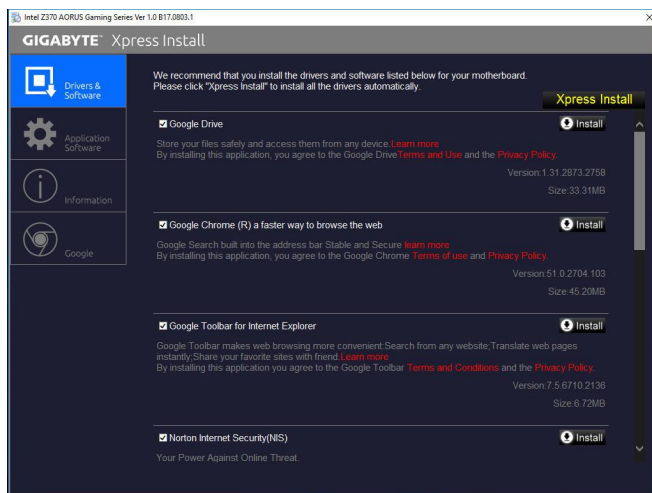 Intel Z370 AORUS Gaming Series Ver 1.0 B17.0803.1
GIGABYTE™ Xpress Install
Drivers &
Software
Application
Software
Information
Google
We recommend that you install the drivers and software listed below for your motherboard.
Please click "Xpress Install" to install all the drivers automatically.
Xpress Install
Google Drive
Install
Store your files safely and access them from any device.Learn more
By installing this application, you agree to the Google DriveTerms and Use and the Privacy Policy.
Version:1.31.2873.2758
Size:33.31MB
Google Chrome (R) a faster way to browse the web
Install
Google Search built into the address bar Stable and Secure learn more
By installing this application, you agree to the Google Chrome Terms of use and Privacy Policy.
Version:51.0.2704.103
Size:45.20MB
Google Toolbar for Internet Explorer
Install
Google Toolbar makes web browsing more convenient:Search from any website;Translate web pages
instantly;Share your favorite sites with friend.Learn more
By installing this application you agree to the Google Toolbar Terms and Conditions and the Privacy Policy.
Version:7.5.6710.2136
Size:6.72MB
Norton Internet Security(NIS)
Install
Your Power Against Online Threat.